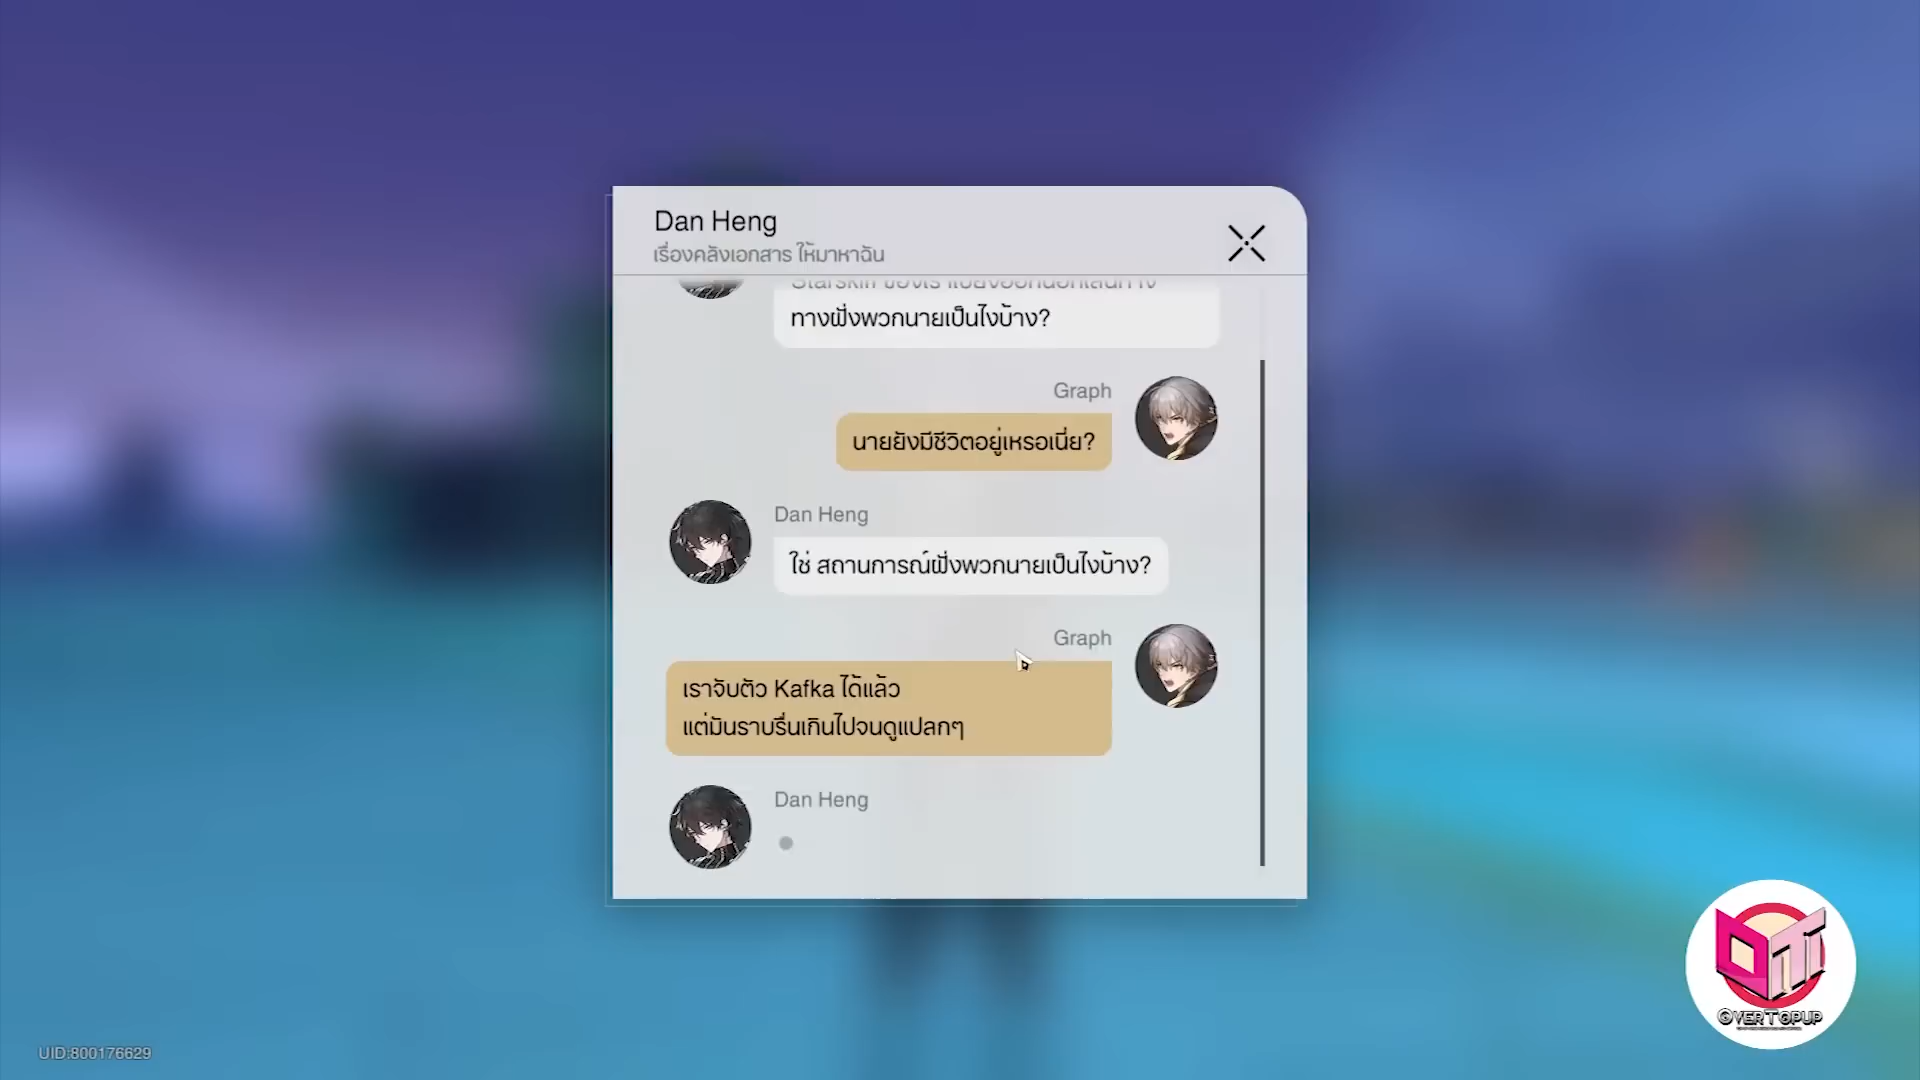 Dan Heng
เรื่องคลังเอกสาร ให้มาหาฉัน
ทางฝั่งพวกนายเป็นไงบ้าง?
Graph
นายยังมีชีวิตอยู่เหรอเนี่ย?
Dan Heng
ใช่ สถานการณ์ฝั่งพวกนายเป็นไงบ้าง?
Graph
เราจับตัว Kafka ได้แล้ว
แต่มันราบรื่นเกินไปจนดูแปลกๆ
Dan Heng
OVERTOPUP
UID:800176629